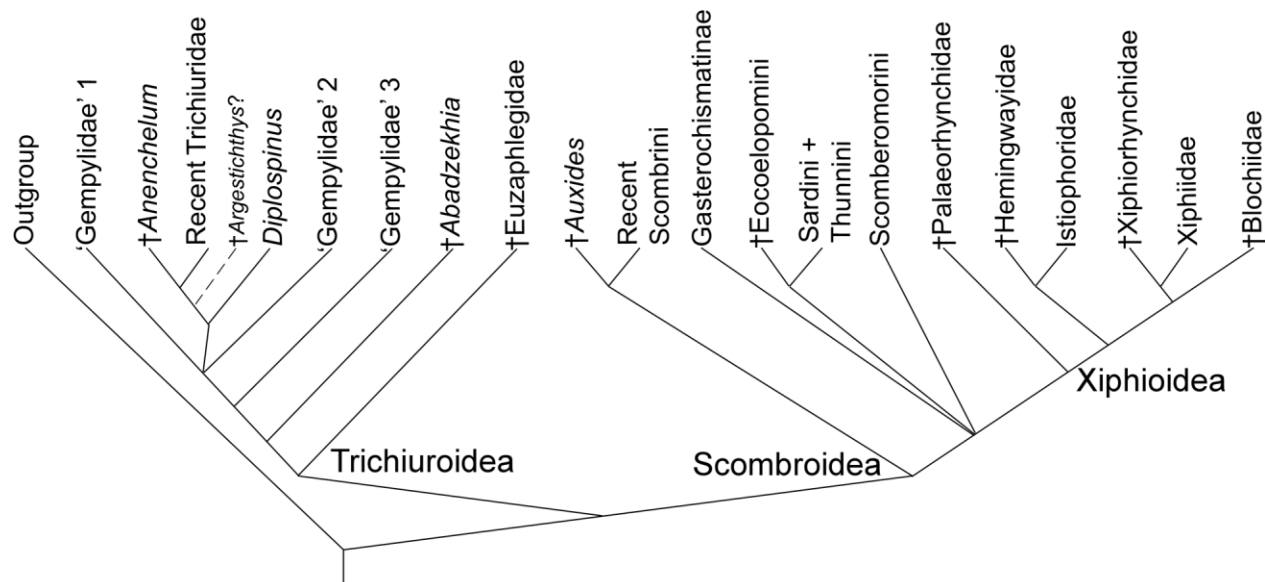 Outgroup
‘Gempylidae’ 1
†Anenchelum
Recent Trichiuridae
†Argestichthys?
Diplospinus
‘Gempylidae’ 2
‘Gempylidae’ 3
†Abadzekhia
†Euzaphlegidae
†Auxides
Recent
Scombrini
Gasterochismatinae
†Eocoelopomini
Sardini +
Thunnini
Scomberomorini
†Palaeorhynchidae
†Hemingwayidae
Istiophoridae
†Xiphiorhynchidae
Xiphiidae
†Blochiidae
Xiphioidea
Trichiuroidea
Scombroidea